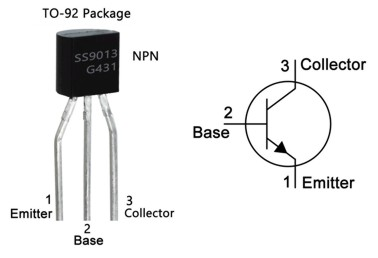 TO-92 Package
SS9013
G431
NPN
1
Emitter
2
Base
3
Collector
3 Collector
2
Base
1 Emitter